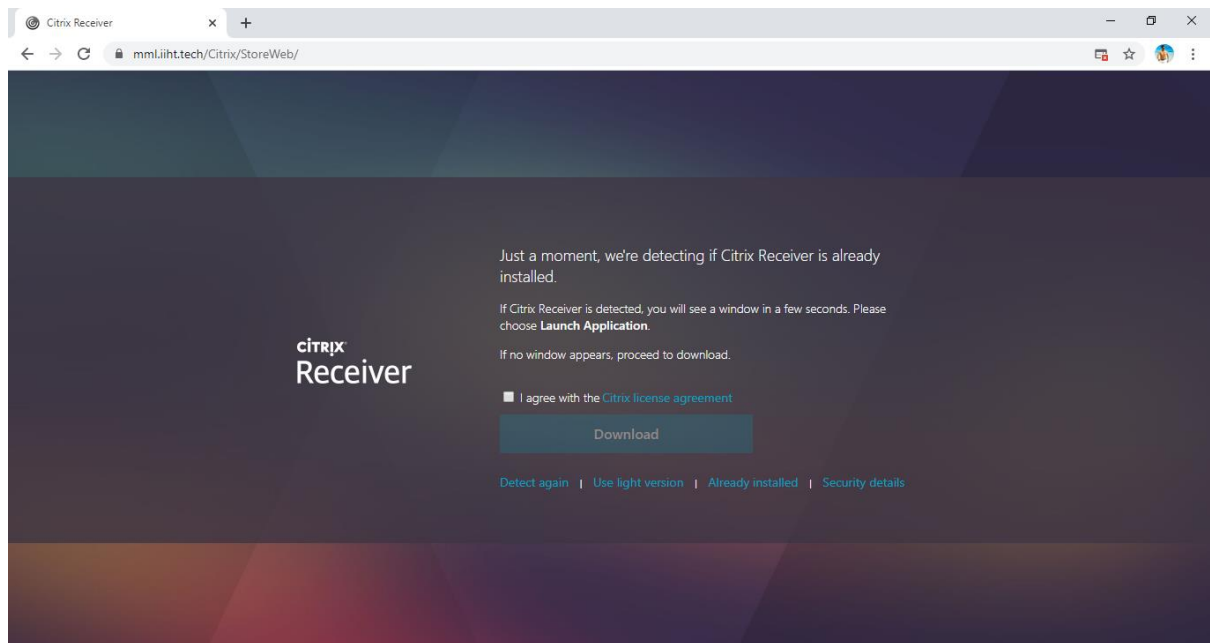 Citrix Receiver
mml.iiht.tech/Citrix/StoreWeb/
Just a moment, we're detecting if Citrix Receiver is already
installed.
If Citrix Receiver is detected, you will see a window in a few seconds. Please
choose Launch Application.
If no window appears, proceed to download.
CITRIX
Receiver
I agree with the Citrix license agreement
Download
Detect again | Use light version | Already installed | Security details